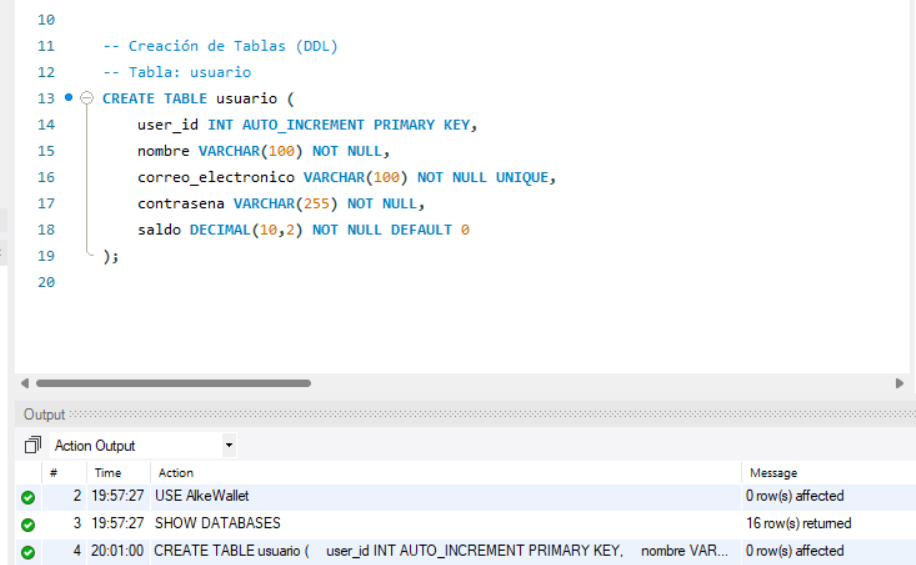 10
11 -- Creación de Tablas (DDL)
12 -- Tabla: usuario
13 CREATE TABLE usuario (
14 user_id INT AUTO_INCREMENT PRIMARY KEY,
15 nombre VARCHAR(100) NOT NULL,
16 correo_electronico VARCHAR(100) NOT NULL UNIQUE,
17 contrasena VARCHAR(255) NOT NULL,
18 saldo DECIMAL(10,2) NOT NULL DEFAULT 0
19 );
20
Output
Action Output
# Time Action Message
2 19:57:27 USE AlkeWallet 0 row(s) affected
3 19:57:27 SHOW DATABASES 16 row(s) returned
4 20:01:00 CREATE TABLE usuario ( user_id INT AUTO_INCREMENT PRIMARY KEY, nombre VAR... 0 row(s) affected